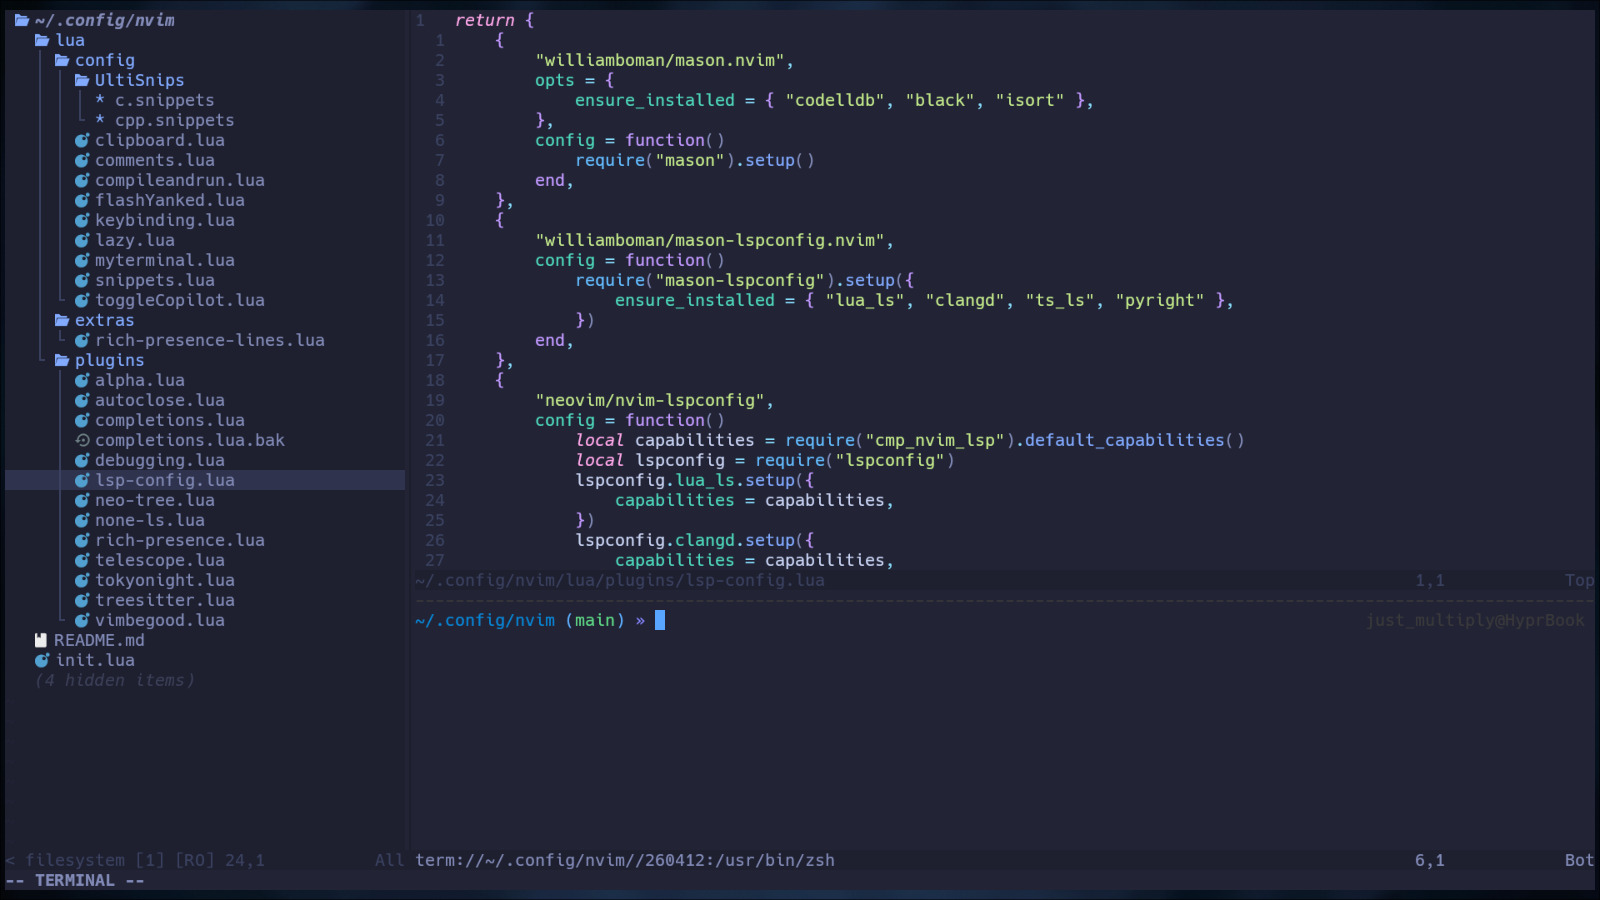 ~/.config/nvim
lua
config
UltiSnips
* c.snippets
* cpp.snippets
clipboard.lua
comments.lua
compileandrun.lua
flashYanked.lua
keybinding.lua
lazy.lua
myterminal.lua
snippets.lua
toggleCopilot.lua
extras
rich-presence-lines.lua
plugins
alpha.lua
autoclose.lua
completions.lua
completions.lua.bak
debugging.lua
lsp-config.lua
neo-tree.lua
none-ls.lua
rich-presence.lua
telescope.lua
tokyonight.lua
treesitter.lua
vimbegood.lua
README.md
init.lua
(4 hidden items)
< filesystem [1] [RO] 24,1 All
1 return {
1 {
2 "williamboman/mason.nvim",
3 opts = {
4 ensure_installed = { "codelldb", "black", "isort" },
5 },
6 config = function()
7 require("mason").setup()
8 end,
9 },
10 {
11 "williamboman/mason-lspconfig.nvim",
12 config = function()
13 require("mason-lspconfig").setup({
14 ensure_installed = { "lua_ls", "clangd", "ts_ls", "pyright" },
15 })
16 end,
17 },
18 {
19 "neovim/nvim-lspconfig",
20 config = function()
21 local capabilities = require("cmp_nvim_lsp").default_capabilities()
22 local lspconfig = require("lspconfig")
23 lspconfig.lua_ls.setup({
24 capabilities = capabilities,
25 })
26 lspconfig.clangd.setup({
27 capabilities = capabilities,
~/.config/nvim/lua/plugins/lsp-config.lua 1,1 Top
~/.config/nvim (main) » just_multiply@HyprBook
term://~/.config/nvim//260412:/usr/bin/zsh 6,1 Bot
-- TERMINAL --